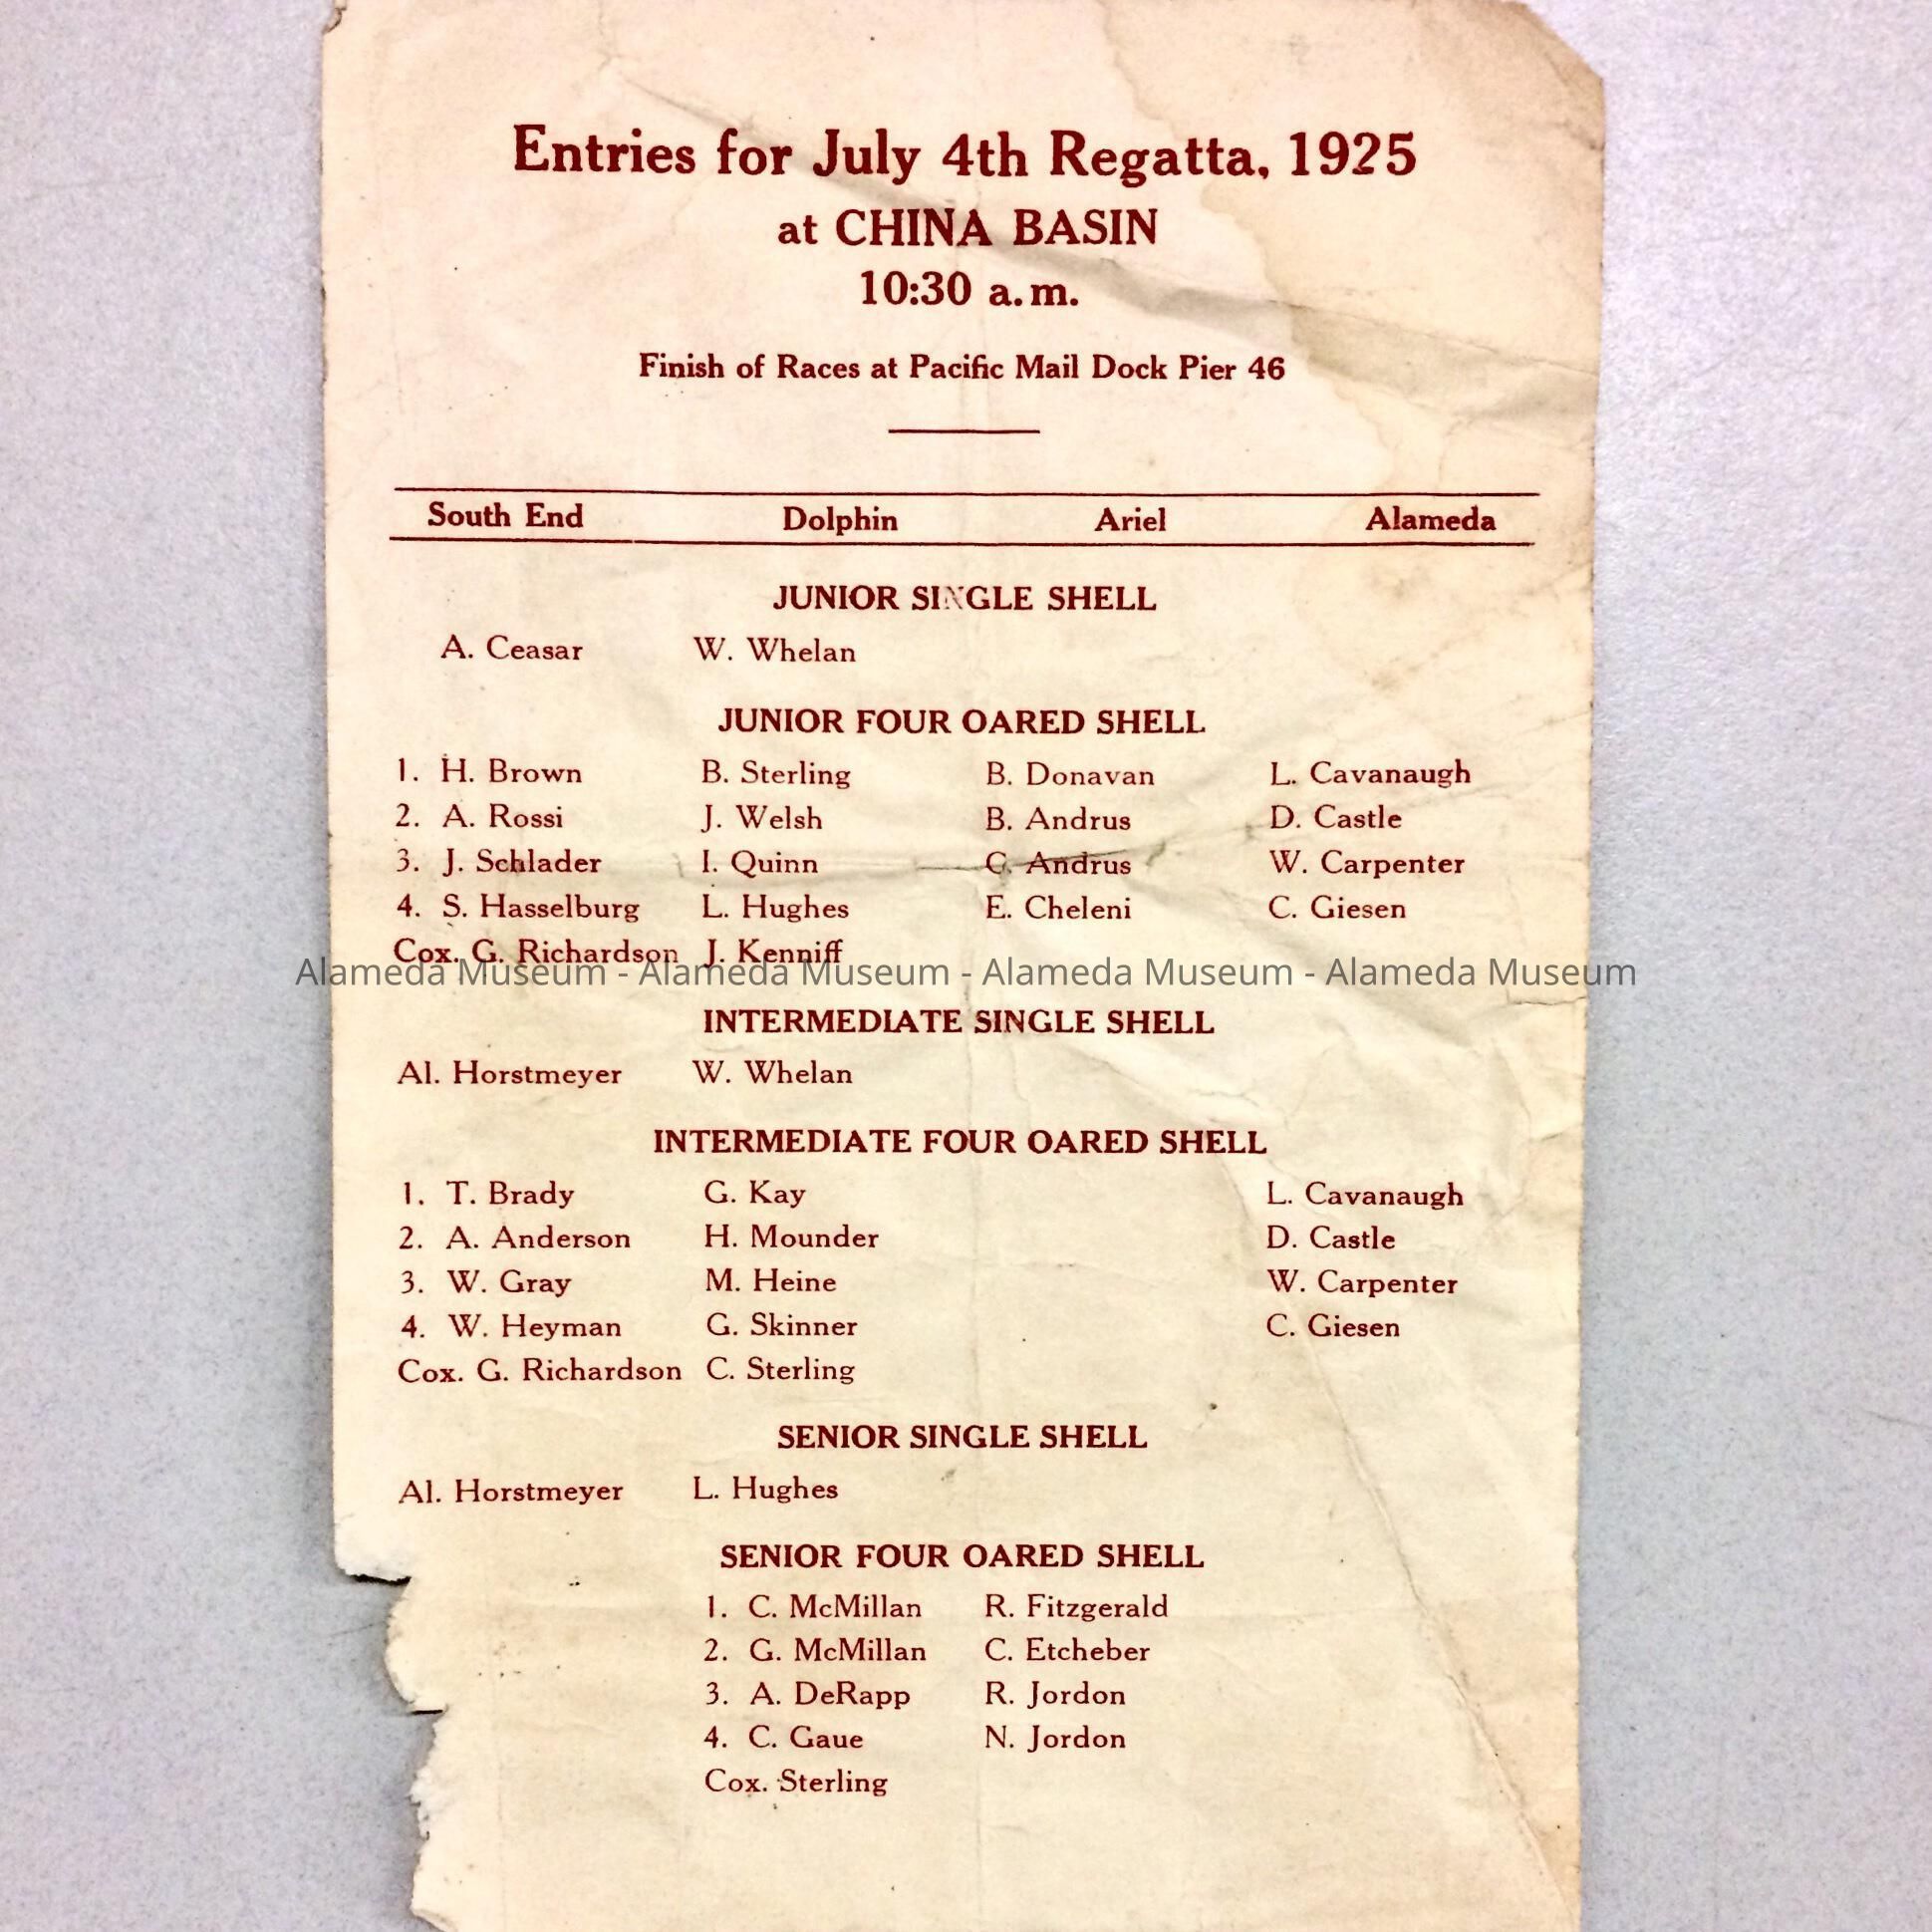 Entries for July 4th Regatta, 1925
at CHINA BASIN
10:30 a.m.
Finish of Races at Pacific Mail Dock Pier 46
South End Dolphin Ariel Alameda
JUNIOR SINGLE SHELL
A. Ceasar W. Whelan
JUNIOR FOUR OARED SHELL
1. H. Brown B. Sterling B. Donavan L. Cavanaugh
2. A. Rossi J. Welsh B. Andrus D. Castle
3. J. Schlader I. Quinn C. Andrus W. Carpenter
4. S. Hasselburg L. Hughes E. Cheleni C. Giesen
Cox. G. Richardson J. Kenniff
Alameda Museum - Alameda Museum - Alameda Museum - Alameda Museum
INTERMEDIATE SINGLE SHELL
Al. Horstmeyer W. Whelan
INTERMEDIATE FOUR OARED SHELL
1. T. Brady G. Kay L. Cavanaugh
2. A. Anderson H. Mounder D. Castle
3. W. Gray M. Heine W. Carpenter
4. W. Heyman G. Skinner C. Giesen
Cox. G. Richardson C. Sterling
SENIOR SINGLE SHELL
Al. Horstmeyer L. Hughes
SENIOR FOUR OARED SHELL
1. C. McMillan R. Fitzgerald
2. G. McMillan C. Etcheber
3. A. DeRapp R. Jordon
4. C. Gaue N. Jordon
Cox. Sterling